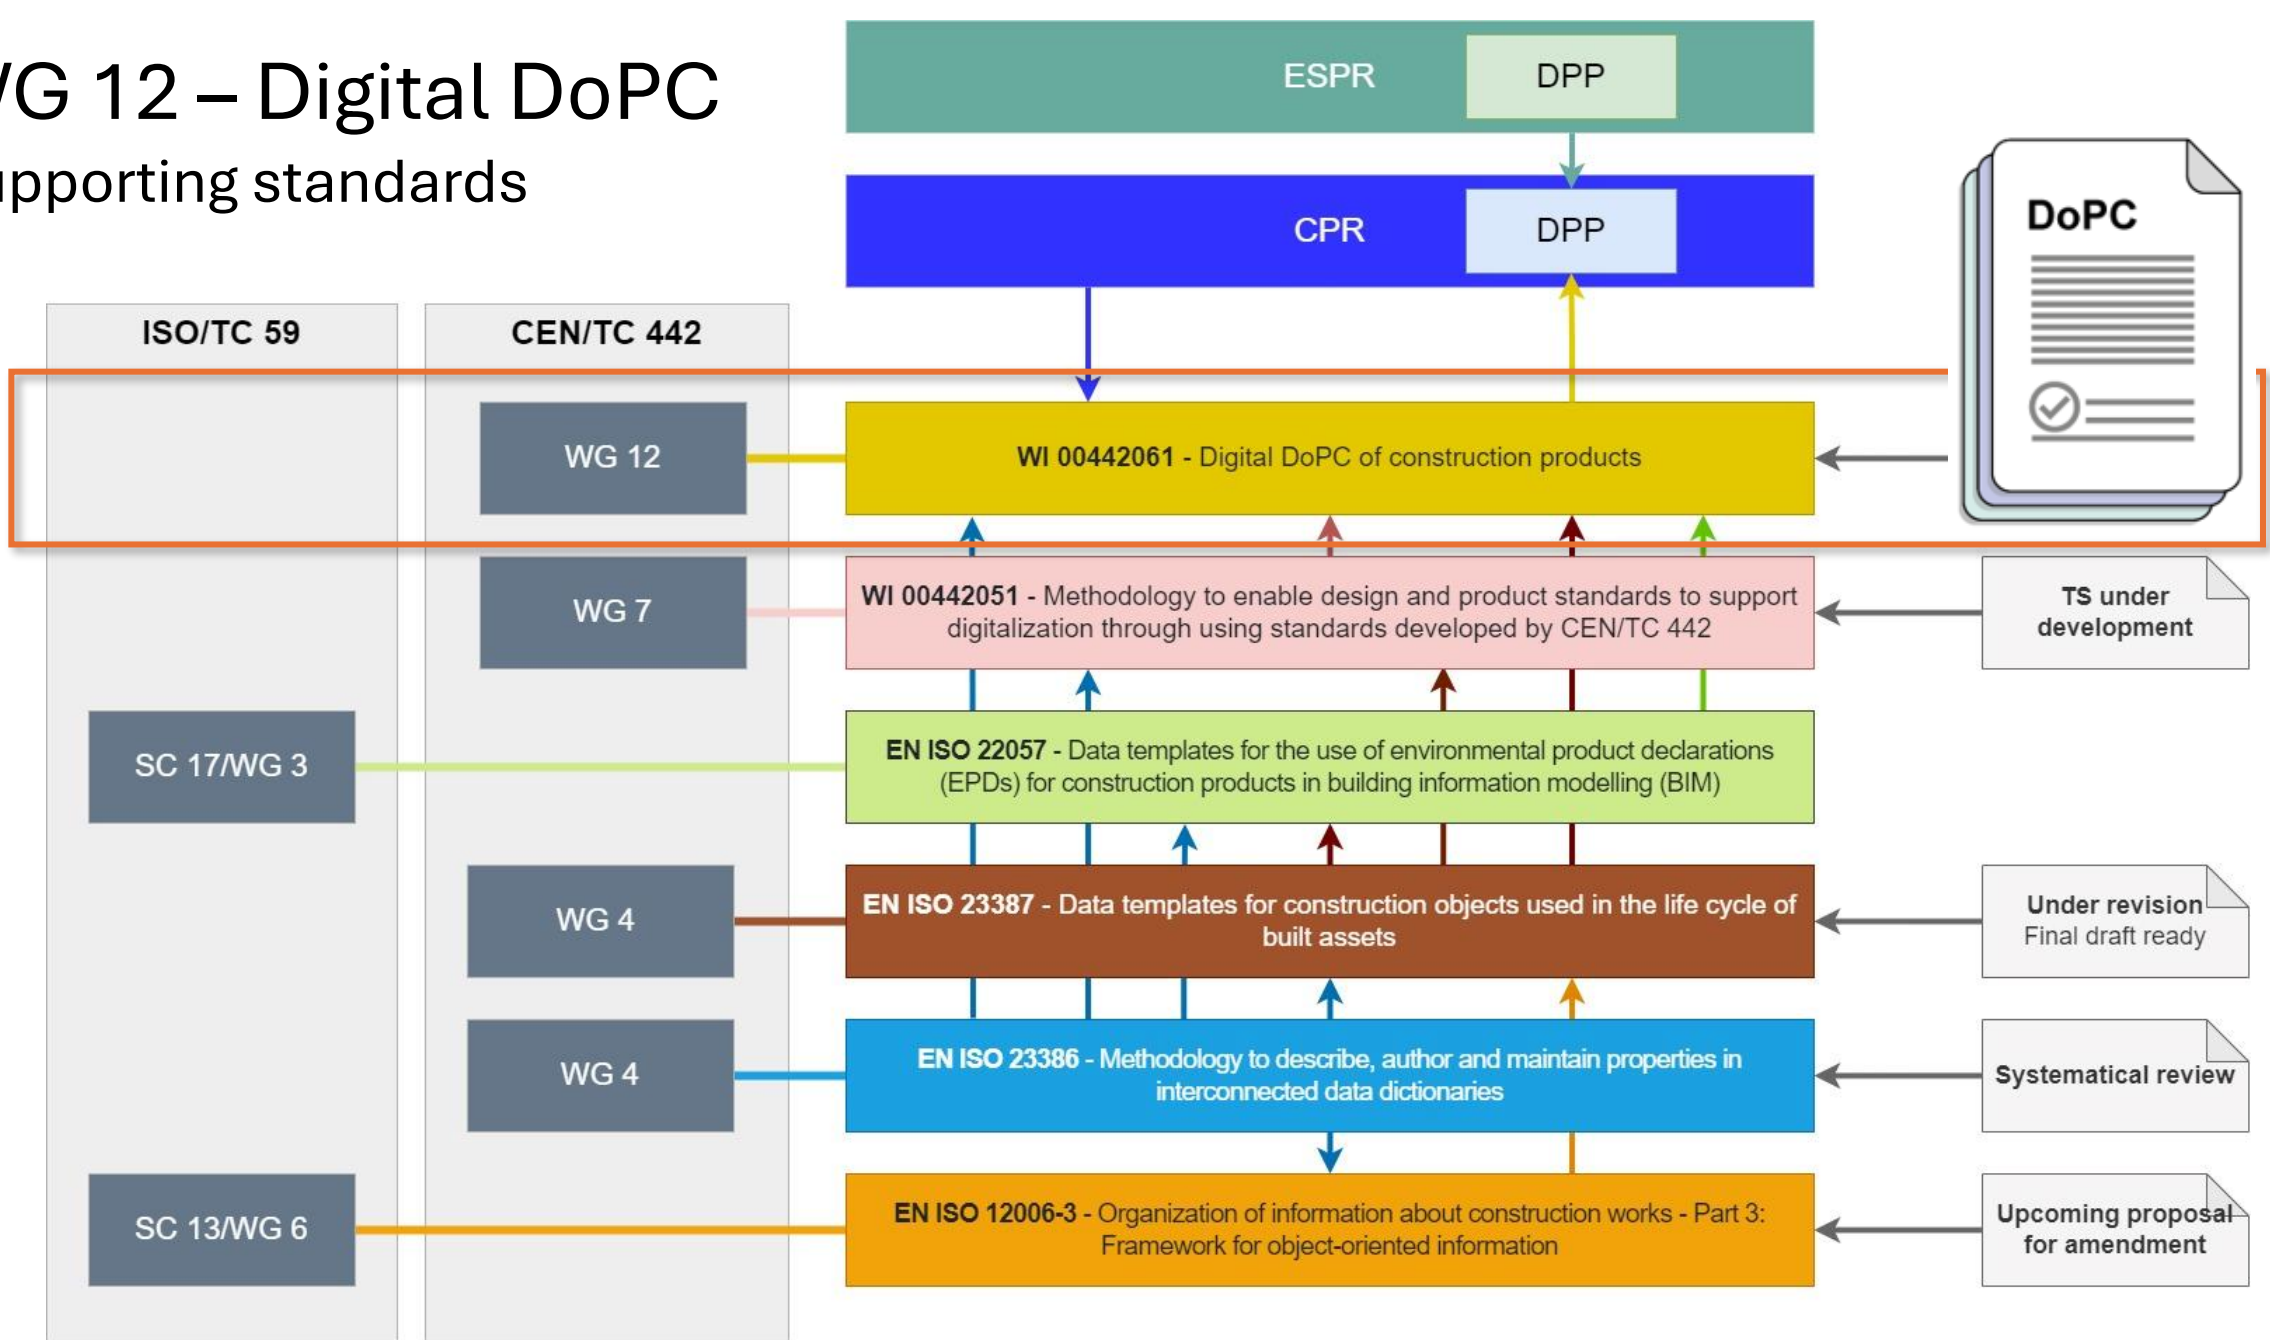 WG 12 – Digital DoPC
upporting standards
ESPR
DPP
CPR
DPP
DoPC
ISO/TC 59
CEN/TC 442
WG 12
WI 00442061 - Digital DoPC of construction products
WG 7
WI 00442051 - Methodology to enable design and product standards to support
digitalization through using standards developed by CEN/TC 442
TS under
development
SC 17/WG 3
EN ISO 22057 - Data templates for the use of environmental product declarations
(EPDs) for construction products in building information modelling (BIM)
WG 4
EN ISO 23387 - Data templates for construction objects used in the life cycle of
built assets
Under revision
Final draft ready
WG 4
EN ISO 23386 - Methodology to describe, author and maintain properties in
interconnected data dictionaries
Systematical review
SC 13/WG 6
EN ISO 12006-3 - Organization of information about construction works - Part 3:
Framework for object-oriented information
Upcoming proposal
for amendment